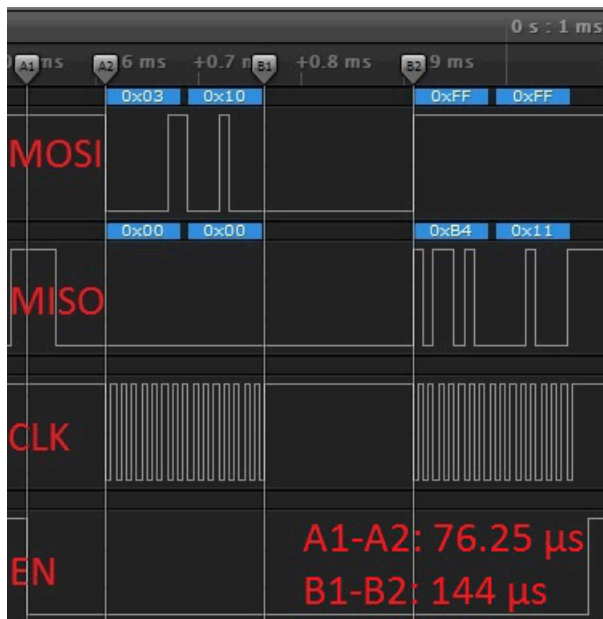 0 s : 1 ms
A1 ms A2 6 ms +0.7 B1 +0.8 ms B2 9 ms
0x03 0x10 0xFF 0xFF
MOSI
0x00 0x00 0xB4 0x11
MISO
CLK
A1-A2: 76.25 μs
EN
B1-B2: 144 μs